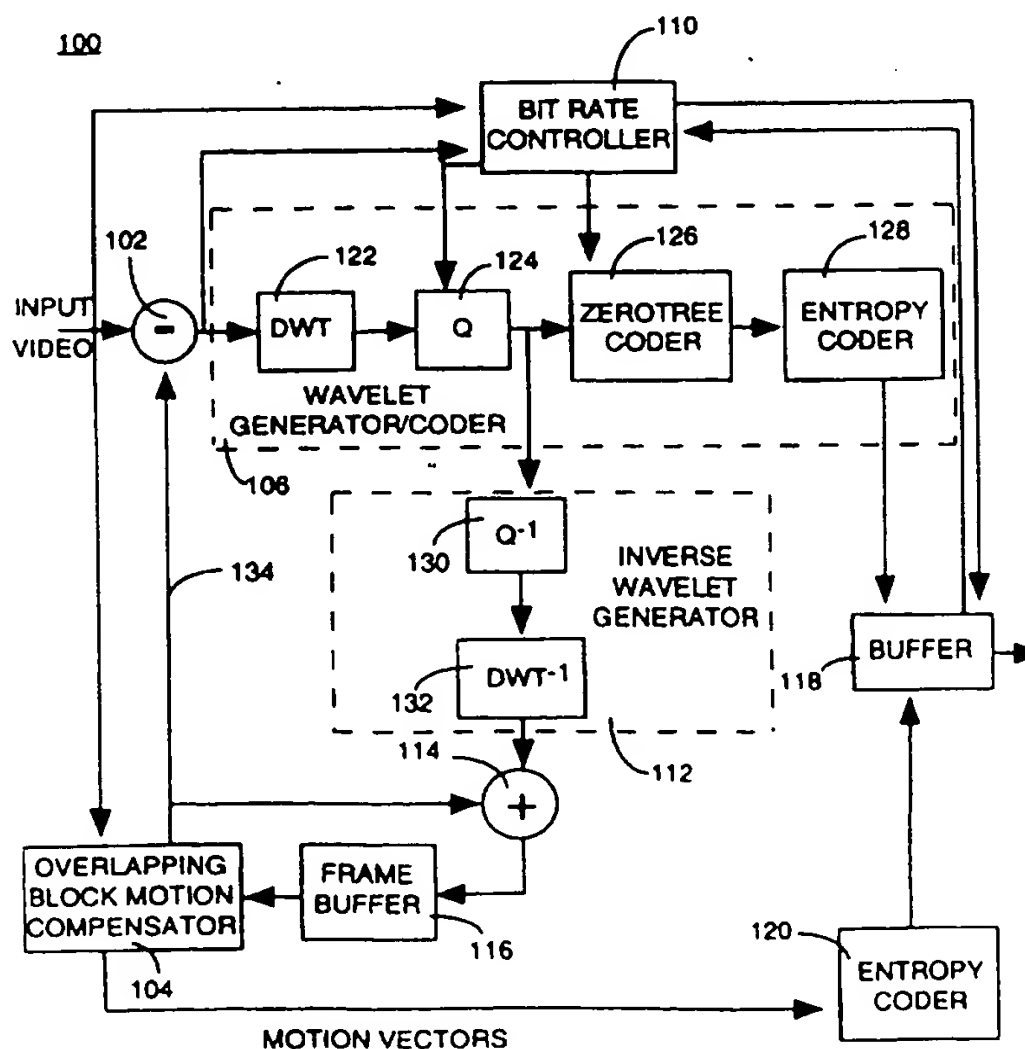 100
110
BIT RATE
CONTROLLER
102
122
124
126
128
INPUT
VIDEO
-
DWT
Q
ZEROTREE
CODER
ENTROPY
CODER
WAVELET
GENERATOR/CODER
106
Q-1
130
INVERSE
WAVELET
GENERATOR
134
DWT-1
132
BUFFER
118
114
112
+
OVERLAPPING
BLOCK MOTION
COMPENSATOR
104
FRAME
BUFFER
116
120
ENTROPY
CODER
MOTION VECTORS